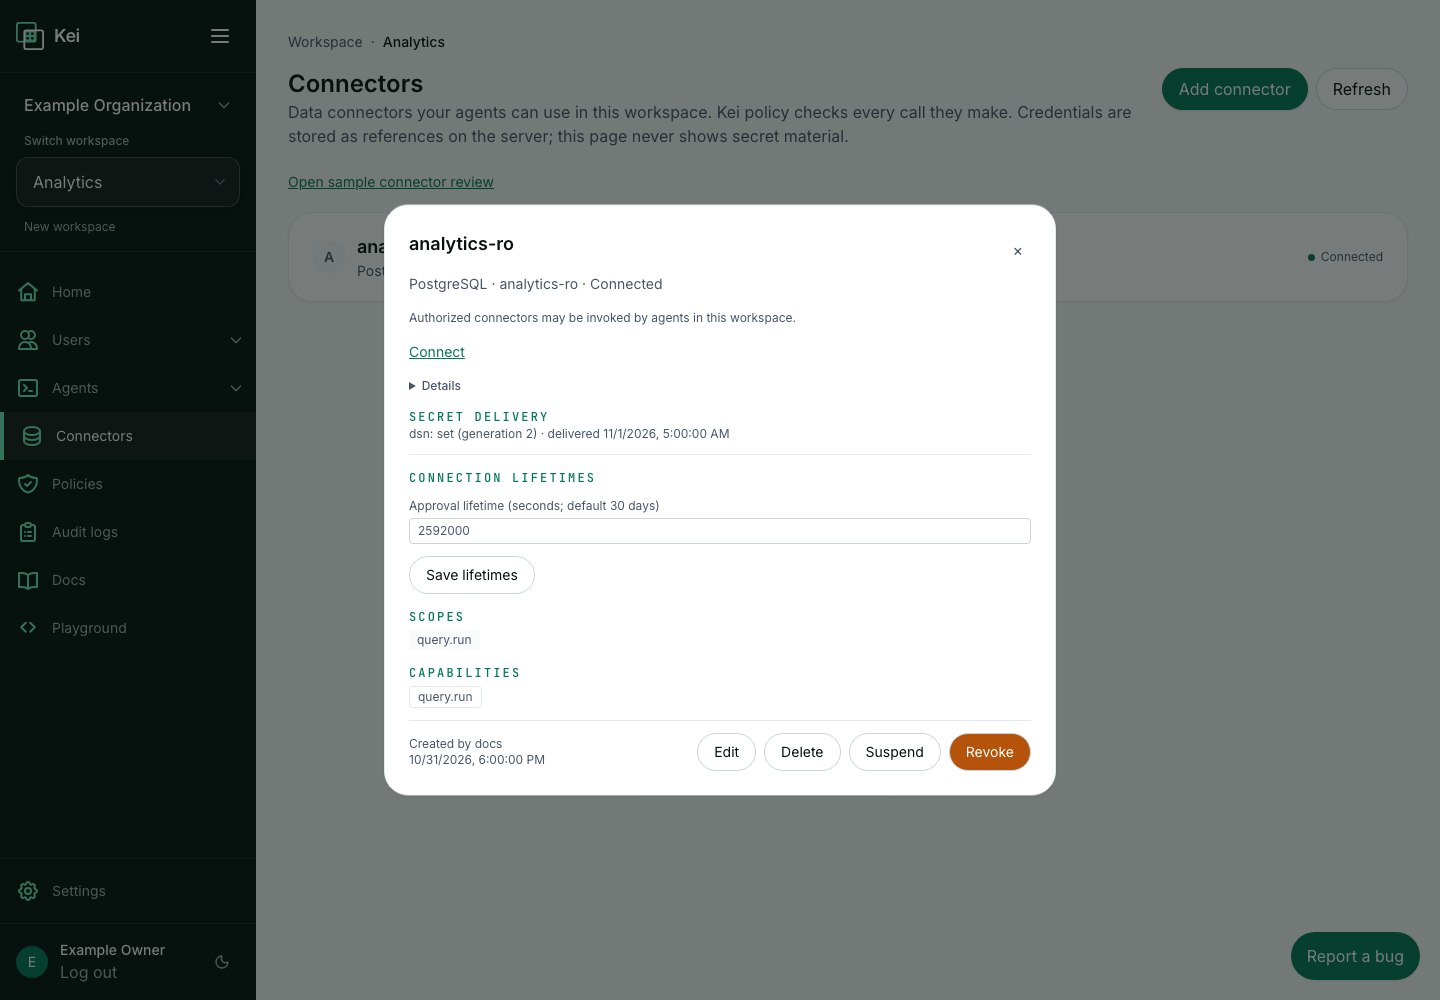 Kei
Example Organization
Switch workspace
Analytics
New workspace
Home
Users
Agents
Connectors
Policies
Audit logs
Docs
Playground
Settings
E
Example Owner
Log out
Workspace · Analytics
Connectors
Data connectors your agents can use in this workspace. Kei policy checks every call they make. Credentials are
stored as references on the server; this page never shows secret material.
Add connector
Refresh
Open sample connector review
A
ana
Post
Connected
analytics-ro
×
PostgreSQL · analytics-ro · Connected
Authorized connectors may be invoked by agents in this workspace.
Connect
Details
SECRET DELIVERY
dsn: set (generation 2) · delivered 11/1/2026, 5:00:00 AM
CONNECTION LIFETIMES
Approval lifetime (seconds; default 30 days)
2592000
Save lifetimes
SCOPES
query.run
CAPABILITIES
query.run
Created by docs
10/31/2026, 6:00:00 PM
Edit
Delete
Suspend
Revoke
Report a bug